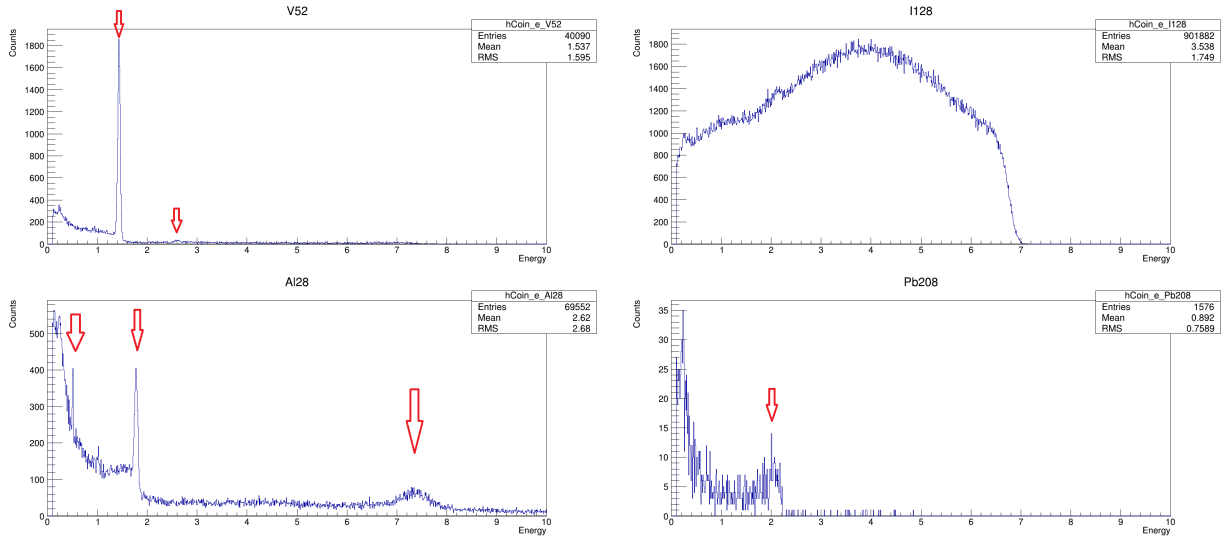 V52
Counts
hCoin_e_V52
Entries 40090
Mean 1.537
RMS 1.595
1800
1600
1400
1200
1000
800
600
400
200
0
0 1 2 3 4 5 6 7 8 9 10
Energy
I128
Counts
hCoin_e_I128
Entries 901882
Mean 3.538
RMS 1.749
1800
1600
1400
1200
1000
800
600
400
200
0
0 1 2 3 4 5 6 7 8 9 10
Energy
Al28
Counts
hCoin_e_Al28
Entries 69552
Mean 2.62
RMS 2.68
500
400
300
200
100
0
0 1 2 3 4 5 6 7 8 9 10
Energy
Pb208
Counts
hCoin_e_Pb208
Entries 1576
Mean 0.892
RMS 0.7589
35
30
25
20
15
10
5
0
0 1 2 3 4 5 6 7 8 9 10
Energy